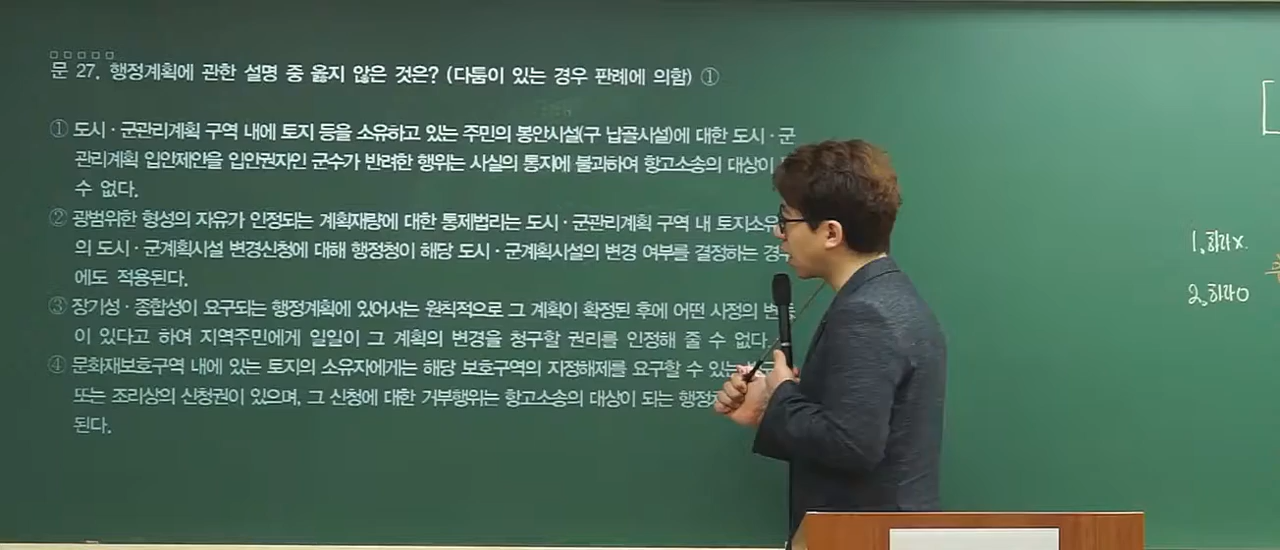 문 27. 행정계획에 관한 설명 중 옳지 않은 것은? (다툼이 있는 경우 판례에 의함) ①
① 도시·군관리계획 구역 내에 토지 등을 소유하고 있는 주민의 봉안시설(구 납골시설)에 대한 도시·군
관리계획 입안제안을 입안권자인 군수가 반려한 행위는 사실의 통지에 불과하여 항고소송의 대상이
수 없다.
② 광범위한 형성의 자유가 인정되는 계획재량에 대한 통제법리는 도시·군관리계획 구역 내 토지소유
의 도시·군계획시설 변경신청에 대해 행정청이 해당 도시·군계획시설의 변경 여부를 결정하는 경우
에도 적용된다.
③ 장기성·종합성이 요구되는 행정계획에 있어서는 원칙적으로 그 계획이 확정된 후에 어떤 사정의 변동
이 있다고 하여 지역주민에게 일일이 그 계획의 변경을 청구할 권리를 인정해 줄 수 없다.
④ 문화재보호구역 내에 있는 토지의 소유자에게는 해당 보호구역의 지정해제를 요구할 수 있는
또는 조리상의 신청권이 있으며, 그 신청에 대한 거부행위는 항고소송의 대상이 되는 행정
된다.
1. 하라x.
2. 하라o